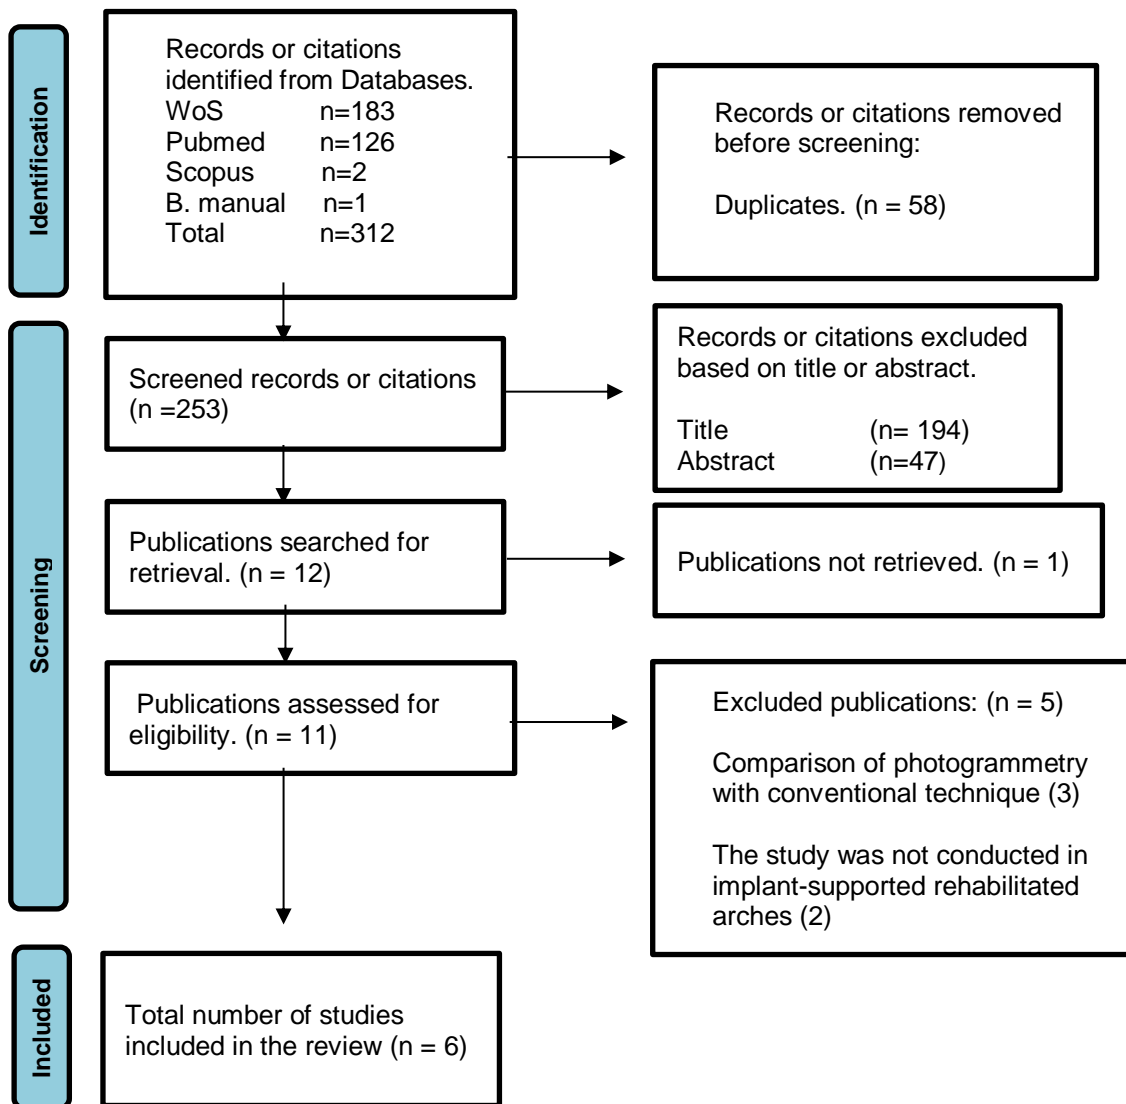 Identification
Records or citations
identified from Databases.
WoS n=183
Pubmed n=126
Scopus n=2
B. manual n=1
Total n=312
Records or citations removed
before screening:
Duplicates. (n = 58)
Screening
Screened records or citations
(n =253)
Records or citations excluded
based on title or abstract.
Title (n= 194)
Abstract (n=47)
Publications searched for
retrieval. (n = 12)
Publications not retrieved. (n = 1)
Publications assessed for
eligibility. (n = 11)
Excluded publications: (n = 5)
Comparison of photogrammetry
with conventional technique (3)
The study was not conducted in
implant-supported rehabilitated
arches (2)
Included
Total number of studies
included in the review (n = 6)